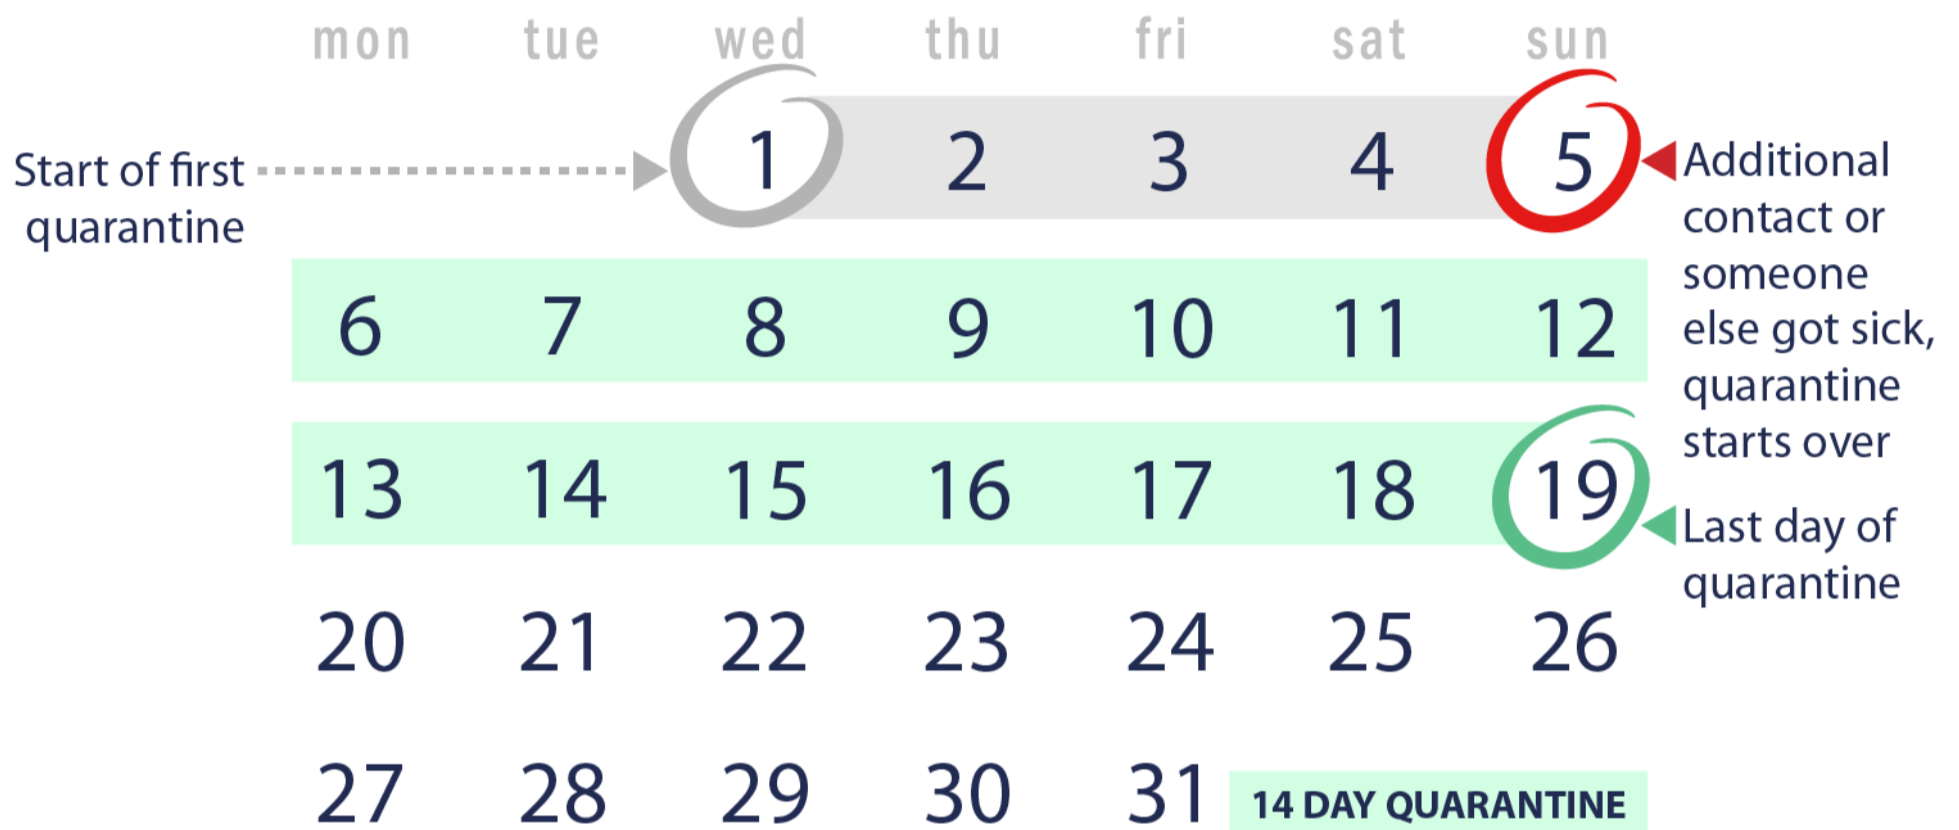 mon tue wed thu fri sat sun
Start of first
quarantine
1 2 3 4 5
Additional
contact or
someone
else got sick,
quarantine
starts over
6 7 8 9 10 11 12
13 14 15 16 17 18 19
Last day of
quarantine
20 21 22 23 24 25 26
27 28 29 30 31
14 DAY QUARANTINE